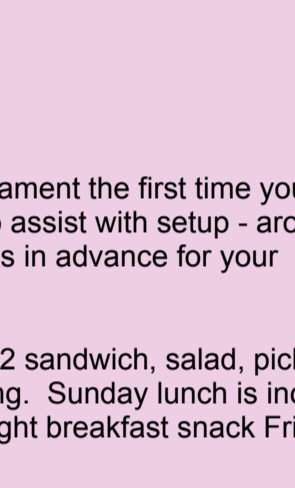 ament the first time you
assist with setup - aro
s in advance for your
2 sandwich, salad, pick
ng. Sunday lunch is inc
ght breakfast snack Fri